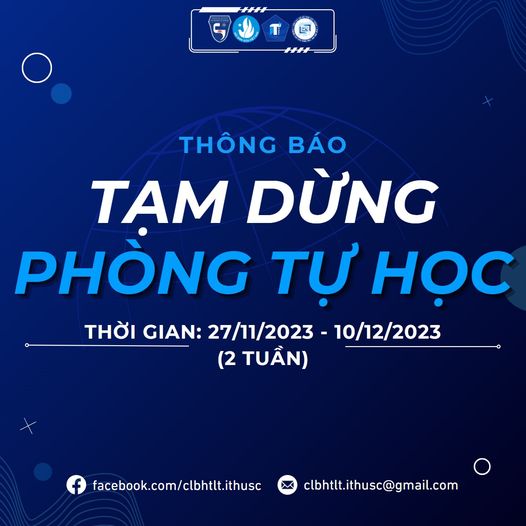 THÔNG BÁO
TẠM DỪNG
PHÒNG TỰ HỌC
THỜI GIAN: 27/11/2023 - 10/12/2023
(2 TUẦN)
facebook.com/clbhtlt.ithusc clbhtlt.ithusc@gmail.com